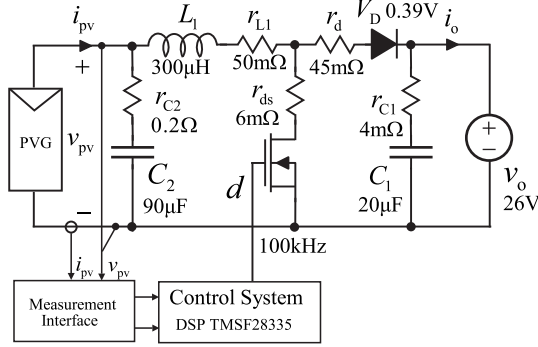 i_pv
L_1
r_L1
r_d
V_D 0.39V
i_o
+
300μH
50mΩ
45mΩ
PVG
v_pv
r_C2
0.2Ω
r_ds
6mΩ
r_C1
4mΩ
+
−
v_o
26V
C_2
90μF
d
C_1
20μF
−
100kHz
i_pv
v_pv
Measurement
Interface
Control System
DSP TMSF28335